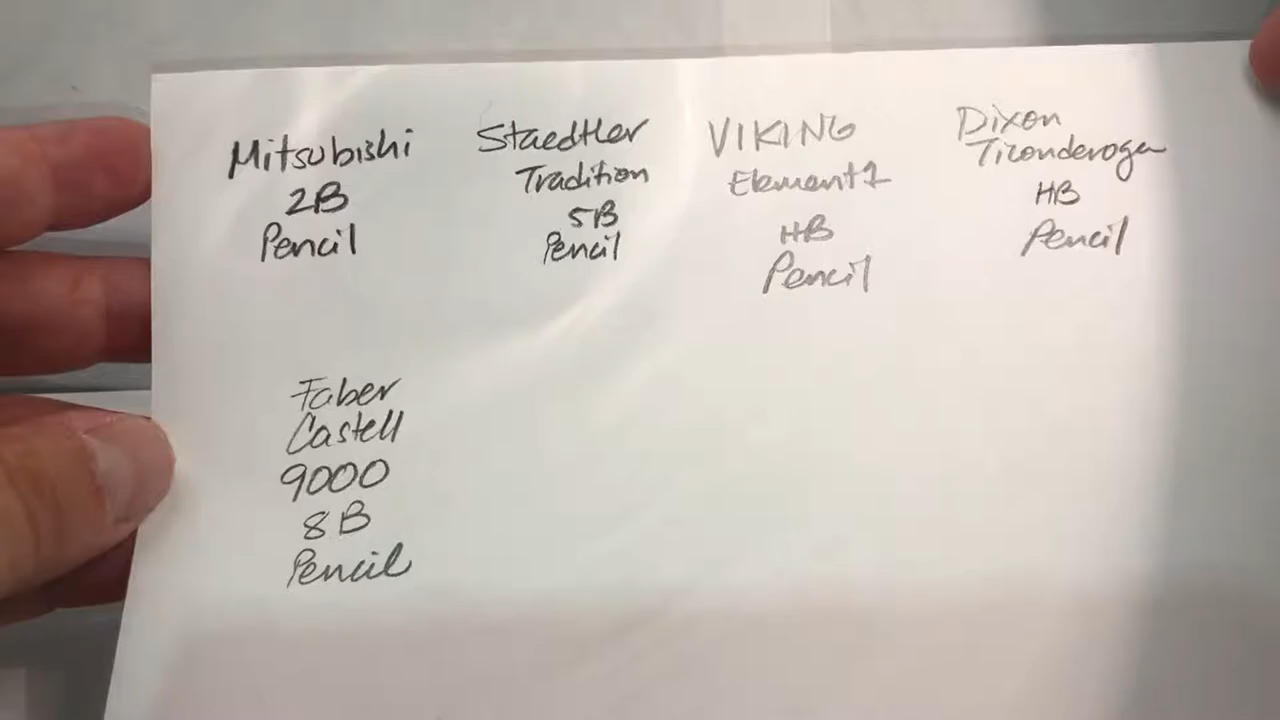 Mitsubishi
2B
Pencil
Staedtler
Tradition
5B
Pencil
VIKING
Element 1
HB
Pencil
Dixon
Ticonderoga
HB
Pencil
Faber
Castell
9000
8B
Pencil